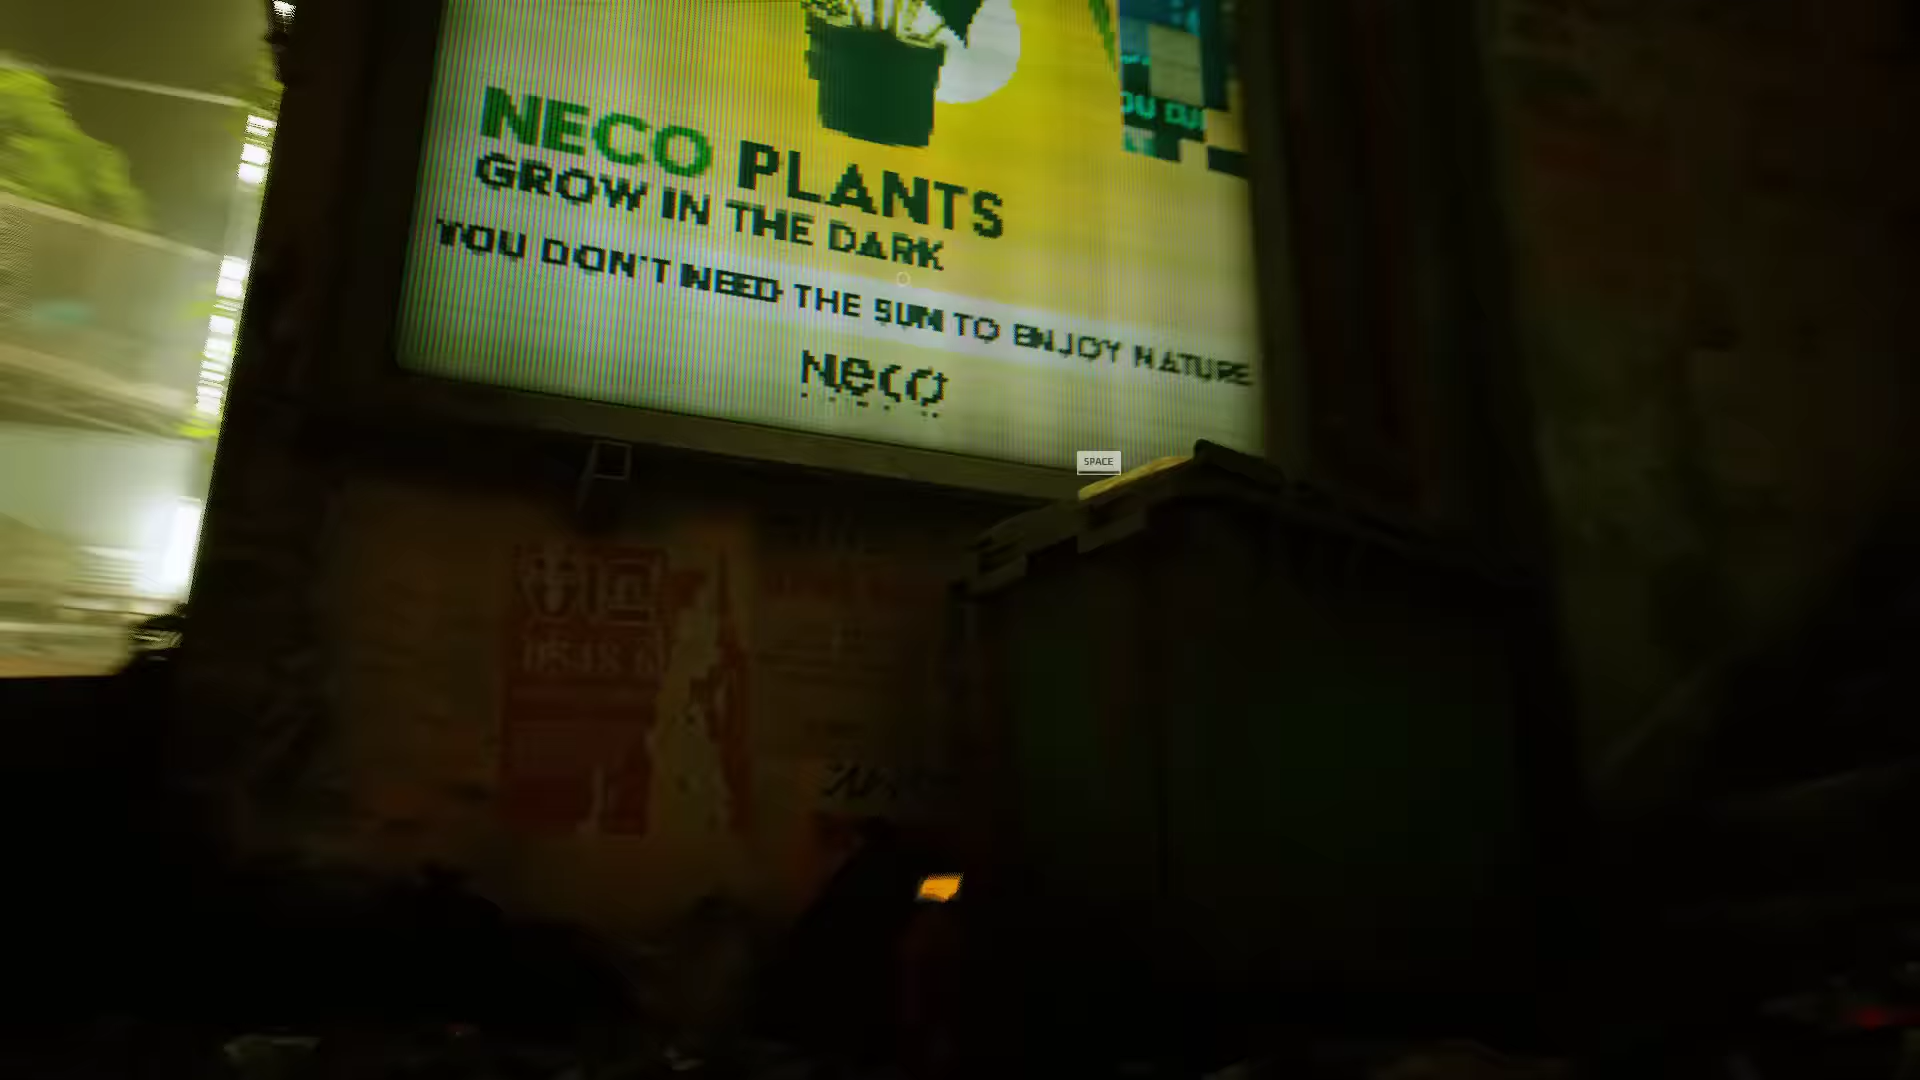 NECO PLANTS
GROW IN THE DARK
YOU DON'T NEED THE SUN TO ENJOY NATURE
Neco
SPACE